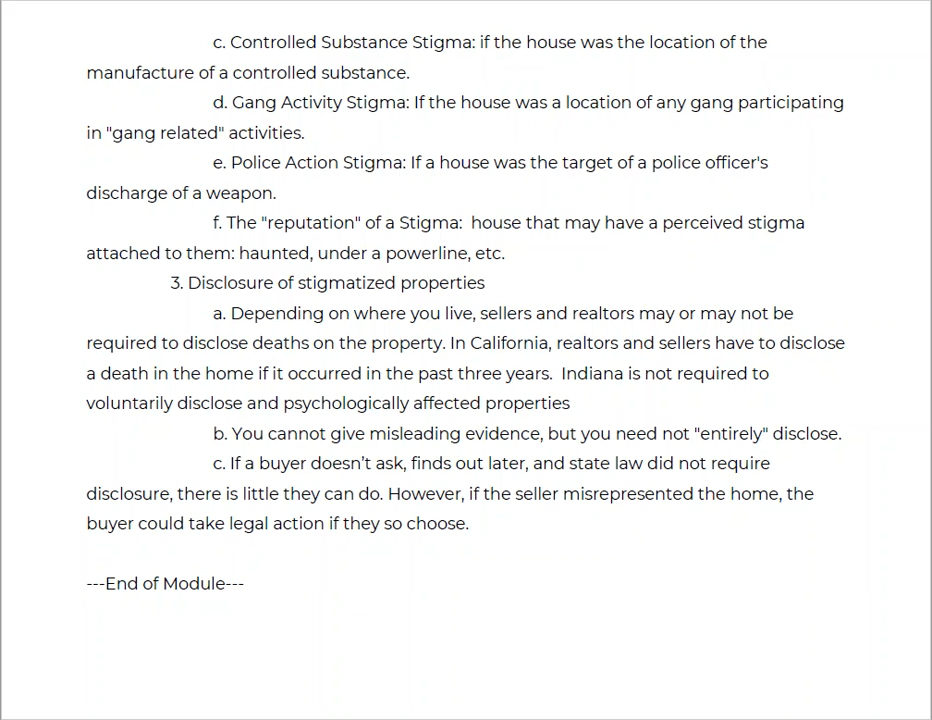 c. Controlled Substance Stigma: if the house was the location of the
manufacture of a controlled substance.
d. Gang Activity Stigma: If the house was a location of any gang participating
in "gang related" activities.
e. Police Action Stigma: If a house was the target of a police officer's
discharge of a weapon.
f. The "reputation" of a Stigma:  house that may have a perceived stigma
attached to them: haunted, under a powerline, etc.
3. Disclosure of stigmatized properties
a. Depending on where you live, sellers and realtors may or may not be
required to disclose deaths on the property. In California, realtors and sellers have to disclose
a death in the home if it occurred in the past three years.  Indiana is not required to
voluntarily disclose and psychologically affected properties
b. You cannot give misleading evidence, but you need not "entirely" disclose.
c. If a buyer doesn’t ask, finds out later, and state law did not require
disclosure, there is little they can do. However, if the seller misrepresented the home, the
buyer could take legal action if they so choose.
---End of Module---